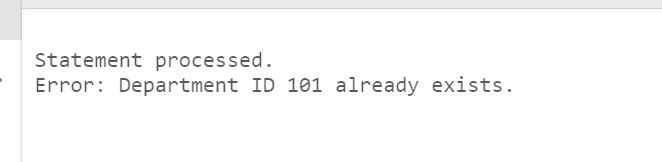 Statement processed.
Error: Department ID 101 already exists.